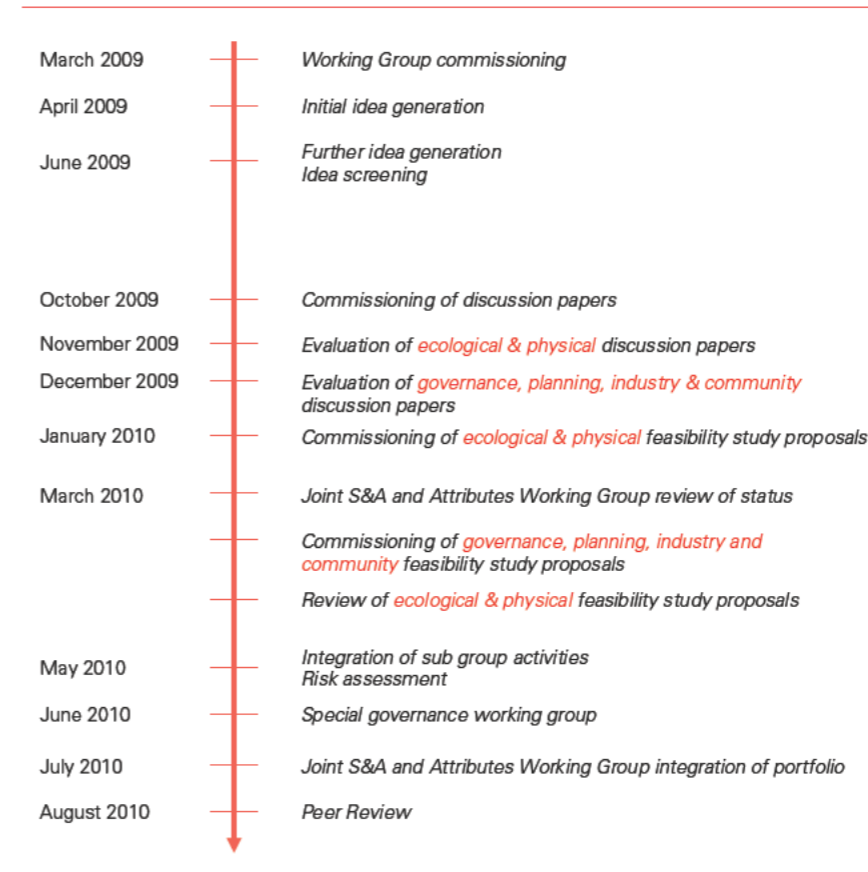 March 2009 Working Group commissioning
April 2009 Initial idea generation
June 2009 Further idea generation
Idea screening
October 2009 Commissioning of discussion papers
November 2009 Evaluation of ecological & physical discussion papers
December 2009 Evaluation of governance, planning, industry & community
discussion papers
January 2010 Commissioning of ecological & physical feasibility study proposals
March 2010 Joint S&A and Attributes Working Group review of status
Commissioning of governance, planning, industry and
community feasibility study proposals
Review of ecological & physical feasibility study proposals
May 2010 Integration of sub group activities
Risk assessment
June 2010 Special governance working group
July 2010 Joint S&A and Attributes Working Group integration of portfolio
August 2010 Peer Review